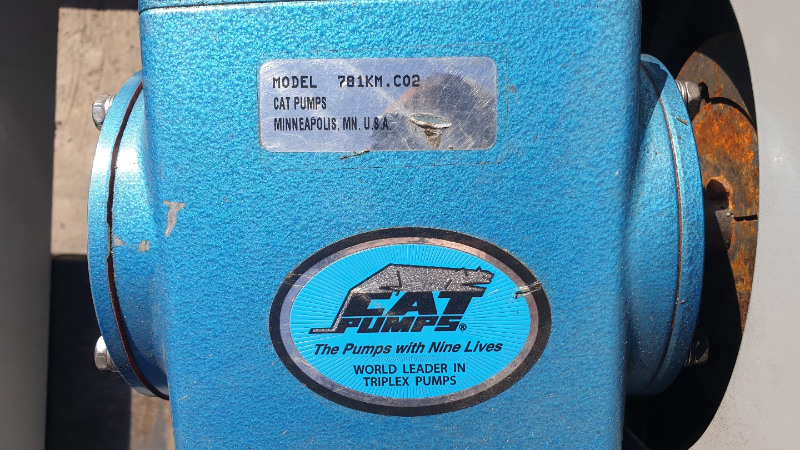 MODEL 781KM.C02
CAT PUMPS
MINNEAPOLIS, MN. U.S.A.
CAT
PUMPS®
The Pumps with Nine Lives
WORLD LEADER IN
TRIPLEX PUMPS